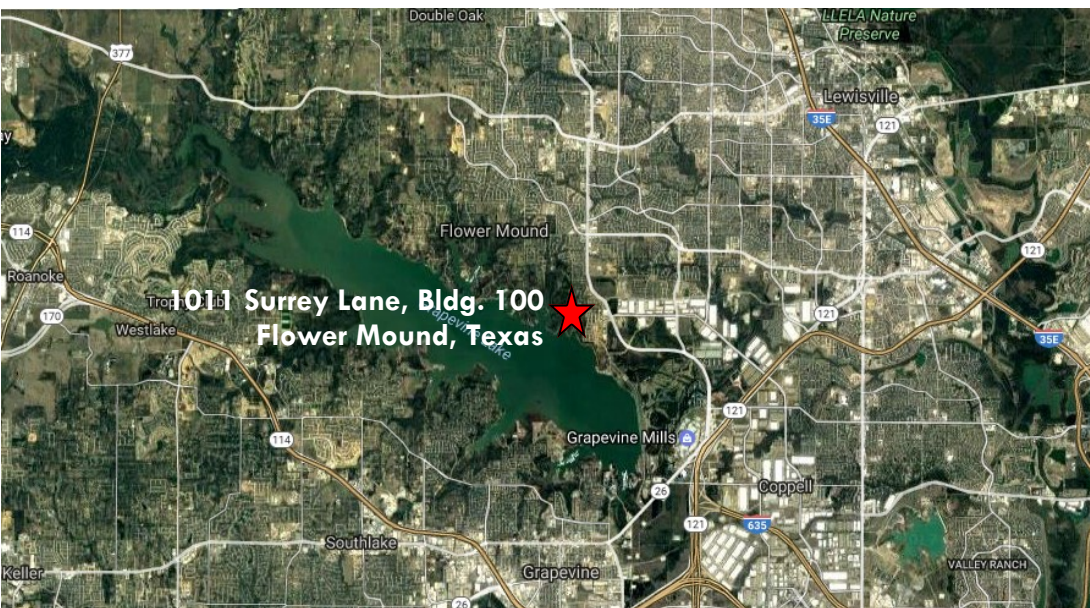 Double Oak
LLELA Nature
Preserve
377
Lewisville
35E
121
Flower Mound
114
121
Roanoke
1011 Surrey Lane, Bldg. 100
Flower Mound, Texas
170
Westlake
121
35E
Lake
121
114
Grapevine Mills
26
Coppell
121
635
Southlake
Keller
Grapevine
VALLEY RANCH
26